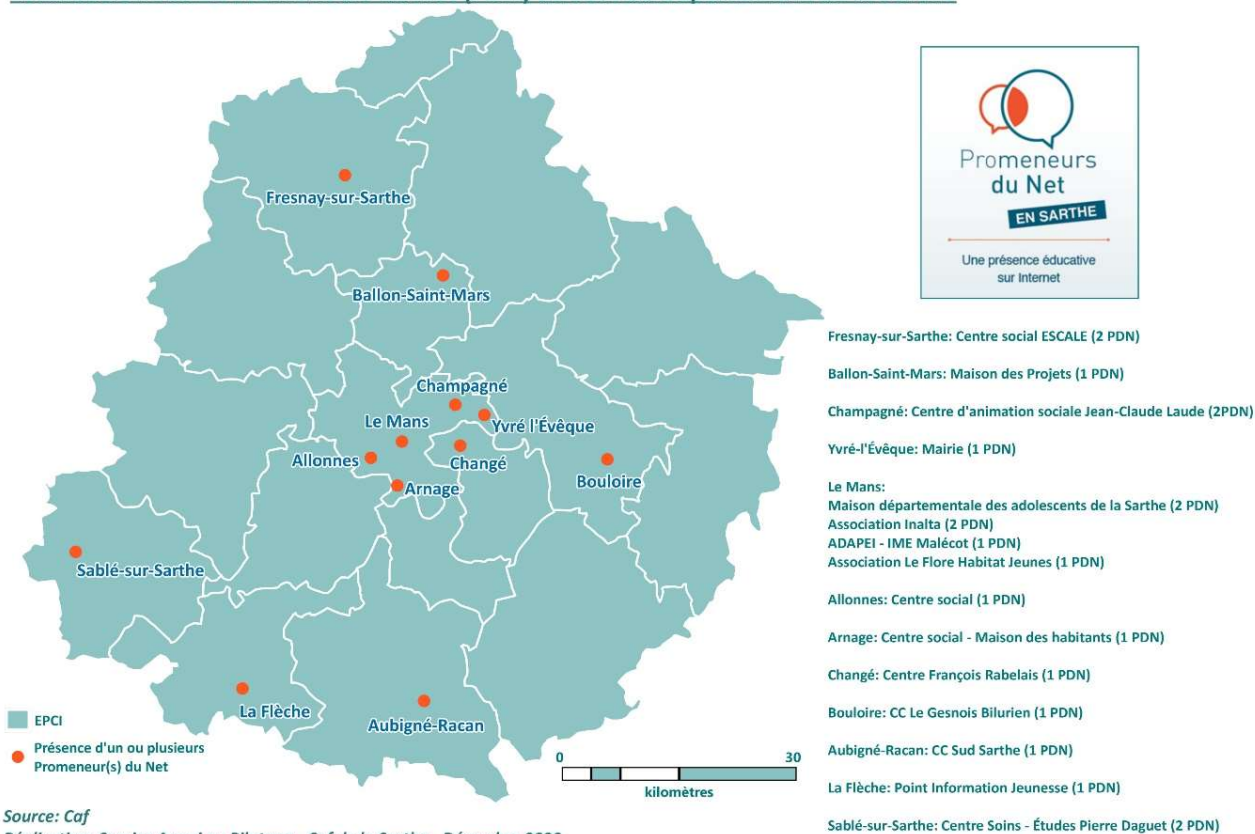 Fresnay-sur-Sarthe
Ballon-Saint-Mars
Champagné
Le Mans
Yvré l'Évêque
Allonnes
Changé
Bouloire
Arnage
Sablé-sur-Sarthe
La Flèche
Aubigné-Racan
EPCI
Présence d'un ou plusieurs
Promeneur(s) du Net
0 30
kilomètres
Source: Caf
Promeneurs
du Net
EN SARTHE
Une présence éducative
sur Internet
Fresnay-sur-Sarthe: Centre social ESCALE (2 PDN)
Ballon-Saint-Mars: Maison des Projets (1 PDN)
Champagné: Centre d'animation sociale Jean-Claude Laude (2PDN)
Yvré-l'Évêque: Mairie (1 PDN)
Le Mans:
Maison départementale des adolescents de la Sarthe (2 PDN)
Association Inalta (2 PDN)
ADAPEI - IME Malécot (1 PDN)
Association Le Flore Habitat Jeunes (1 PDN)
Allonnes: Centre social (1 PDN)
Arnage: Centre social - Maison des habitants (1 PDN)
Changé: Centre François Rabelais (1 PDN)
Bouloire: CC Le Gesnois Bilurien (1 PDN)
Aubigné-Racan: CC Sud Sarthe (1 PDN)
La Flèche: Point Information Jeunesse (1 PDN)
Sablé-sur-Sarthe: Centre Soins - Études Pierre Daguet (2 PDN)